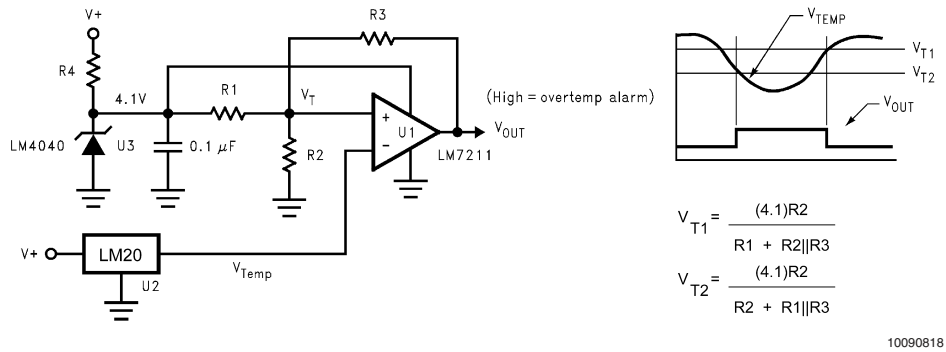 V+
R4
4.1V
LM4040
U3
0.1 μF
R1
V_T
R2
R3
+
−
U1
LM7211
(High = overtemp alarm)
V_OUT
V+
LM20
U2
V_Temp
V_TEMP
V_T1
V_T2
V_OUT
V_T1 = (4.1)R2 / R1 + R2||R3
V_T2 = (4.1)R2 / R2 + R1||R3
10090818